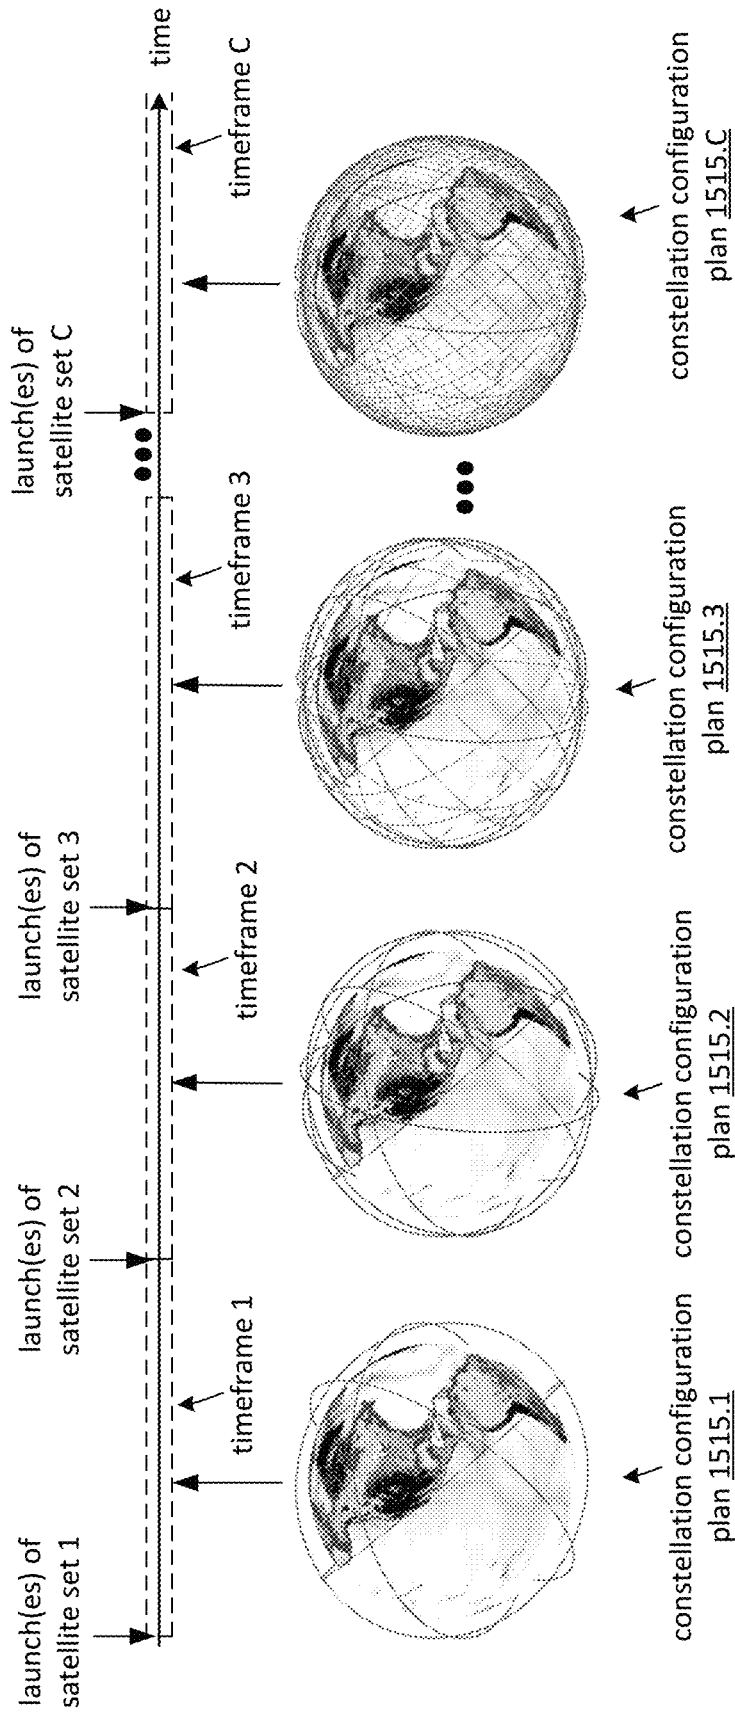 launch(es) of
satellite set 1
launch(es) of
satellite set 2
launch(es) of
satellite set 3
launch(es) of
satellite set C
time
timeframe 1
timeframe 2
timeframe 3
timeframe C
constellation configuration
plan 1515.1
constellation configuration
plan 1515.2
constellation configuration
plan 1515.3
constellation configuration
plan 1515.C